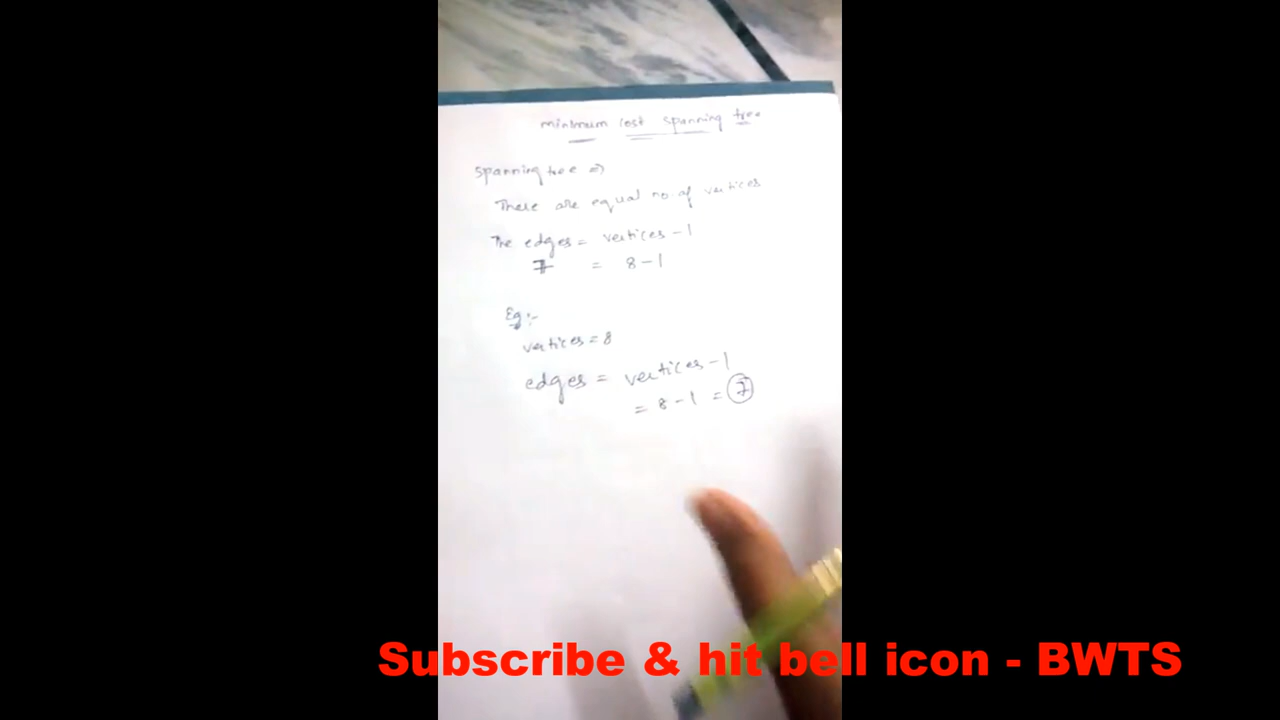 minimum cost spanning tree
Spanning tree ⇒
There are equal no. of vertices
The edges = vertices - 1
7 = 8 - 1
Eg:-
vertices = 8
edges = vertices - 1
= 8 - 1 = 7
Subscribe & hit bell icon - BWTS